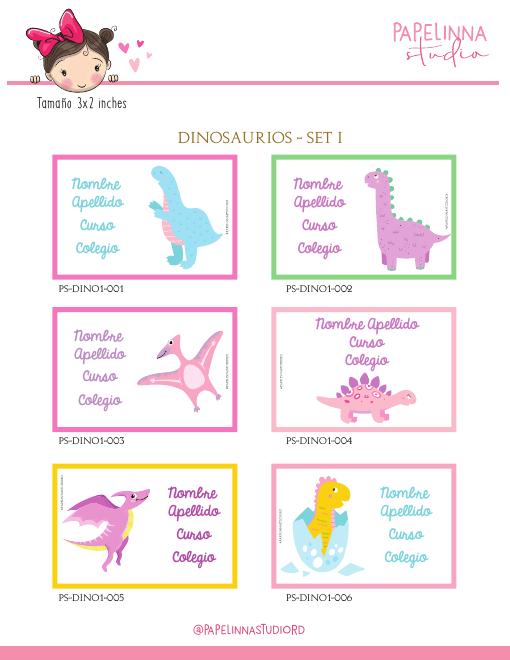 PAPELINNA
studio
Tamaño 3x2 inches
DINOSAURIOS - SET I
Nombre
Apellido
Curso
Colegio
PS-DINO1-001
Nombre
Apellido
Curso
Colegio
PS-DINO1-002
Nombre
Apellido
Curso
Colegio
PS-DINO1-003
Nombre Apellido
Curso
Colegio
PS-DINO1-004
Nombre
Apellido
Curso
Colegio
PS-DINO1-005
Nombre
Apellido
Curso
Colegio
PS-DINO1-006
@PAPELINNASTUDIORD